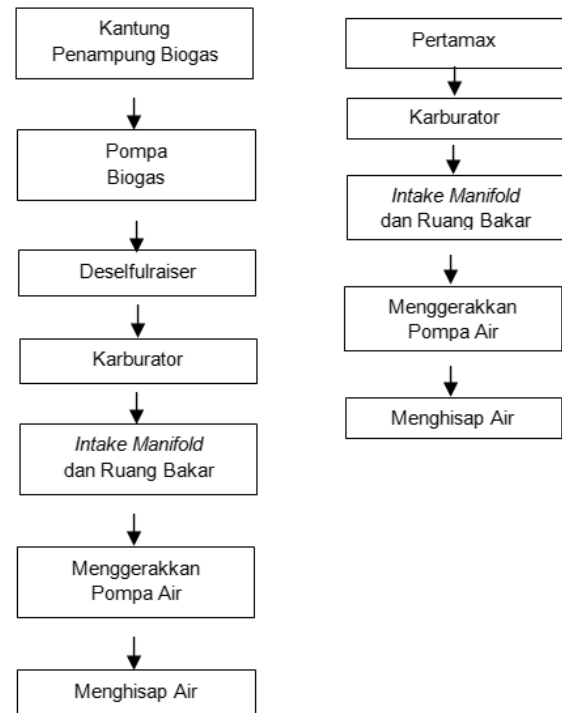 Kantung
Penampung Biogas
Pompa
Biogas
Deselfulraiser
Karburator
Intake Manifold
dan Ruang Bakar
Menggerakkan
Pompa Air
Menghisap Air
Pertamax
Karburator
Intake Manifold
dan Ruang Bakar
Menggerakkan
Pompa Air
Menghisap Air